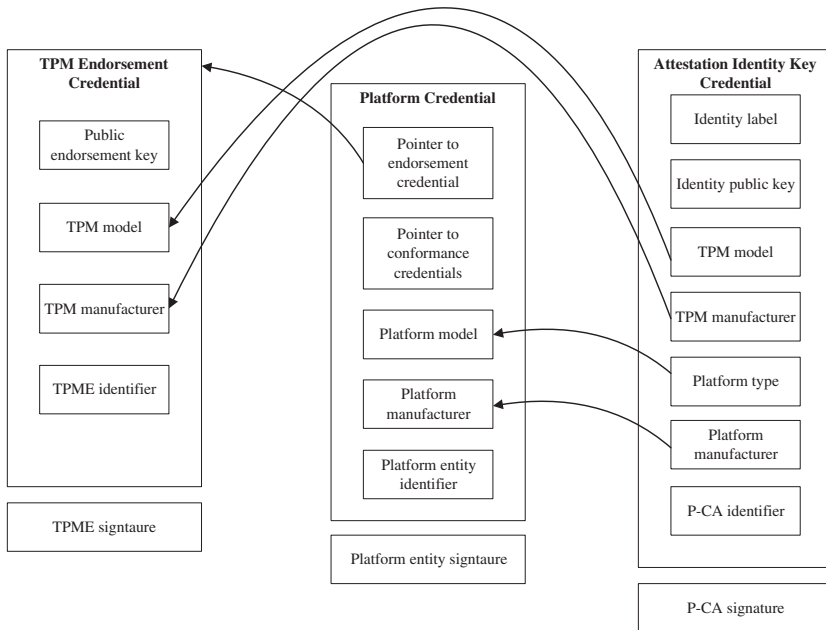 TPM Endorsement
Credential
Public
endorsement key
TPM model
TPM manufacturer
TPME identifier
TPME signtaure
Platform Credential
Pointer to
endorsement
credential
Pointer to
conformance
credentials
Platform model
Platform
manufacturer
Platform entity
identifier
Platform entity signtaure
Attestation Identity Key
Credential
Identity label
Identity public key
TPM model
TPM manufacturer
Platform type
Platform
manufacturer
P-CA identifier
P-CA signature